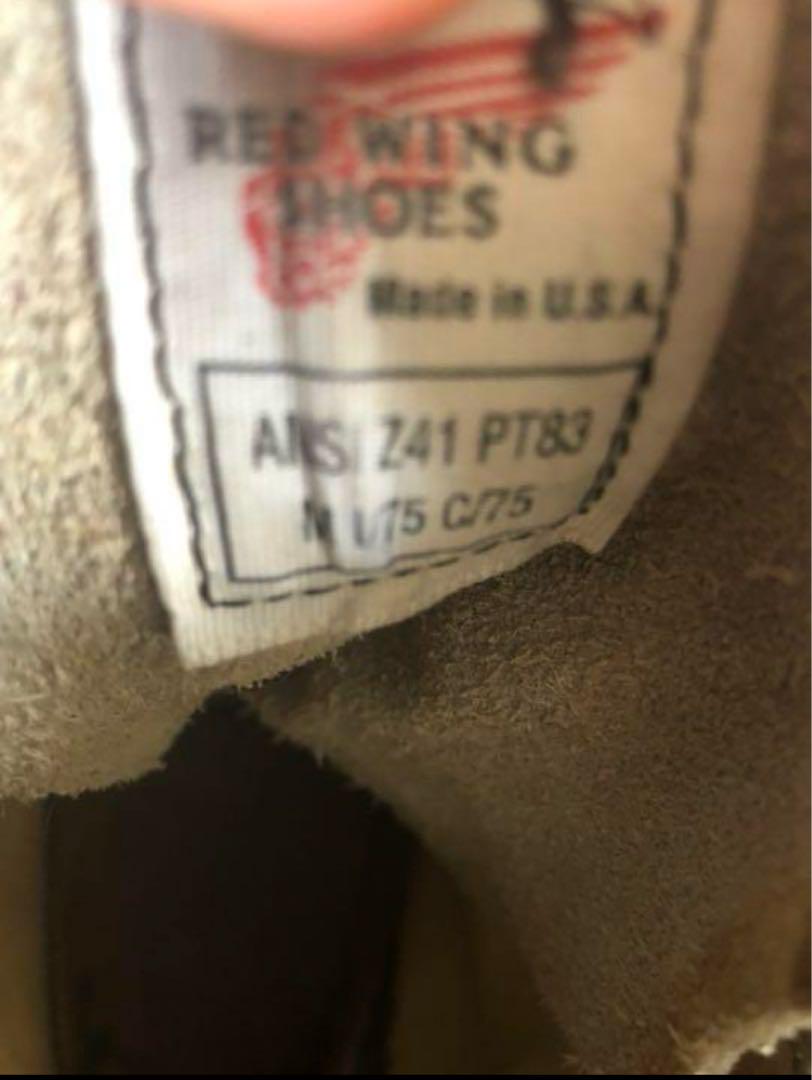 RED WING
SHOES
Made in U.S.A.
ANSI Z41 PT83
M I/75 C/75